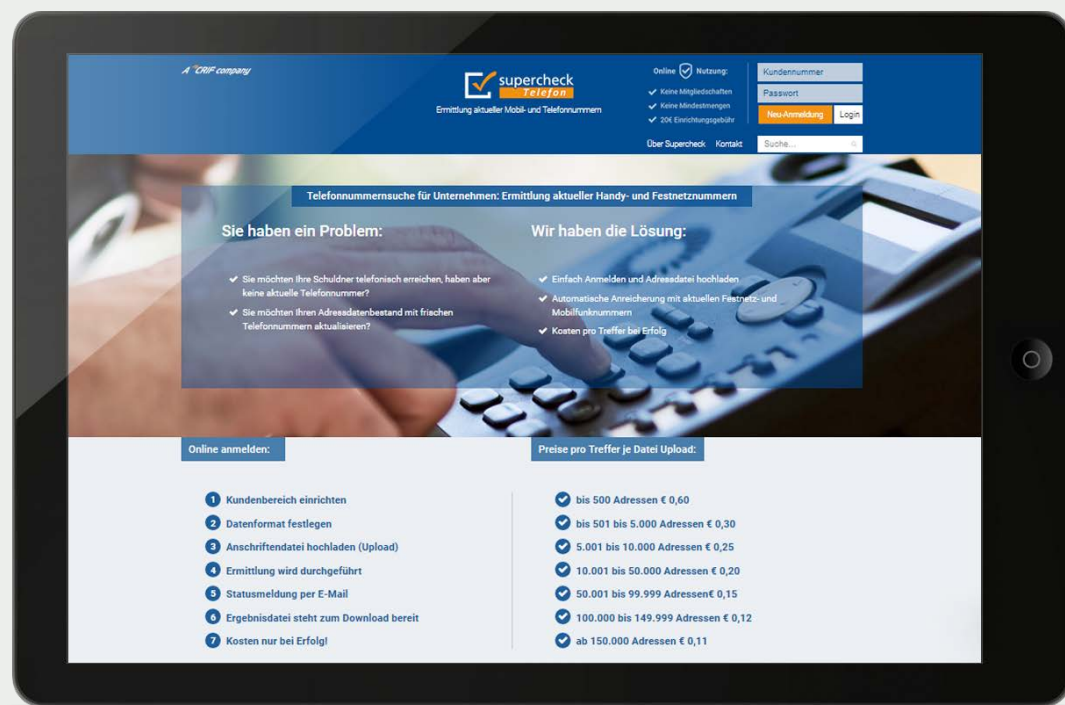 A CRIF company
supercheck
Telefon
Ermittlung aktueller Mobil- und Telefonnummern
Online Nutzung:
Keine Mitgliedschaften
Keine Mindestmengen
20€ Einrichtungsgebühr
Kundennummer
Passwort
Neu-Anmeldung Login
Über Supercheck Kontakt Suche...
Telefonnummernsuche für Unternehmen: Ermittlung aktueller Handy- und Festnetznummern
Sie haben ein Problem:
Sie möchten Ihre Schuldner telefonisch erreichen, haben aber
keine aktuelle Telefonnummer?
Sie möchten Ihren Adressdatenbestand mit frischen
Telefonnummern aktualisieren?
Wir haben die Lösung:
Einfach Anmelden und Adressdatei hochladen
Automatische Anreicherung mit aktuellen Festnetz- und
Mobilfunknummern
Kosten pro Treffer bei Erfolg
Online anmelden:
1 Kundenbereich einrichten
2 Datenformat festlegen
3 Anschriftendatei hochladen (Upload)
4 Ermittlung wird durchgeführt
5 Statusmeldung per E-Mail
6 Ergebnisdatei steht zum Download bereit
7 Kosten nur bei Erfolg!
Preise pro Treffer je Datei Upload:
bis 500 Adressen € 0,60
bis 501 bis 5.000 Adressen € 0,30
5.001 bis 10.000 Adressen € 0,25
10.001 bis 50.000 Adressen € 0,20
50.001 bis 99.999 Adressen€ 0,15
100.000 bis 149.999 Adressen € 0,12
ab 150.000 Adressen € 0,11